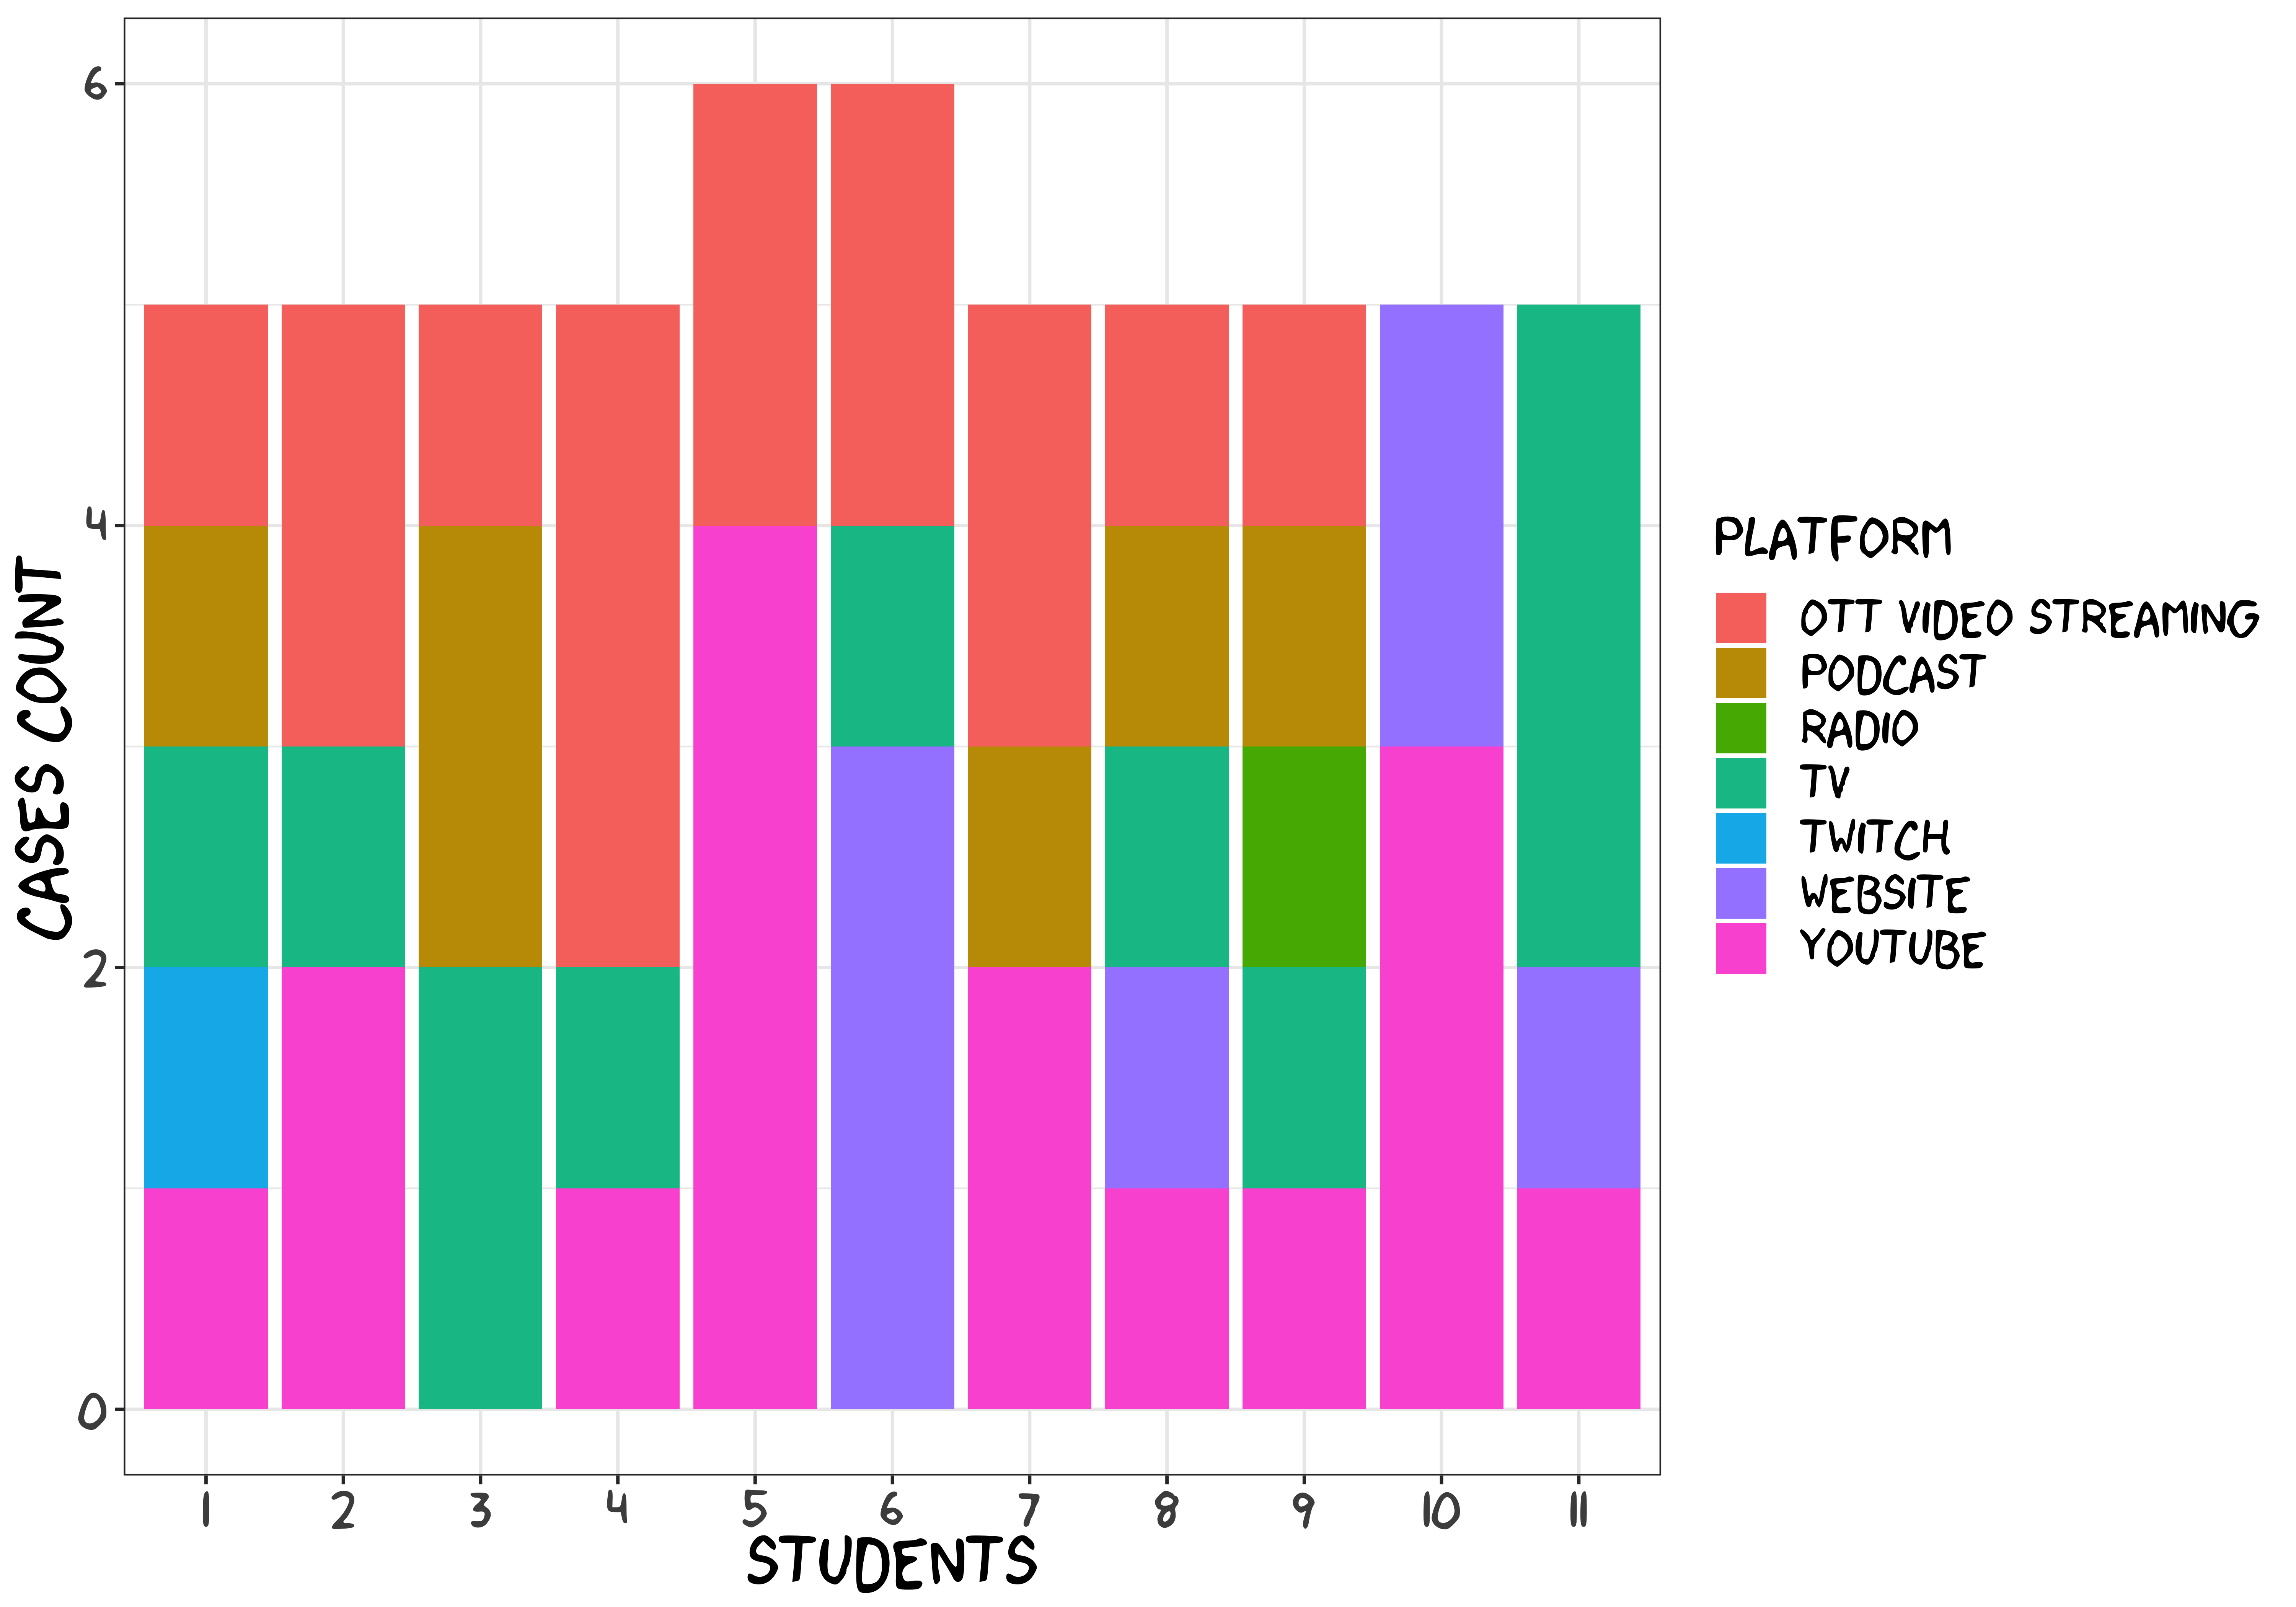 6
4
2
0
CASES COUNT
1 2 3 4 5 6 7 8 9 10 11
STUDENTS
PLATFORM
OTT VIDEO STREAMING
PODCAST
RADIO
TV
TWITCH
WEBSITE
YOUTUBE